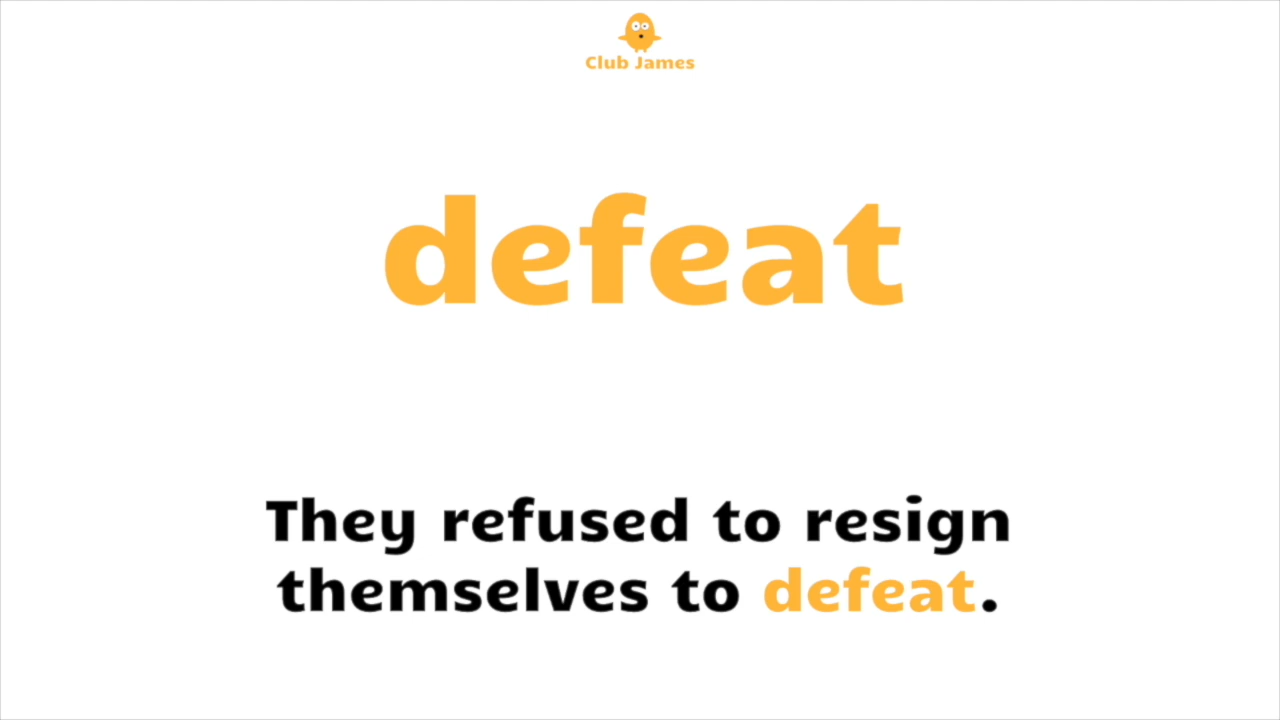 Club James
defeat
They refused to resign
themselves to defeat.